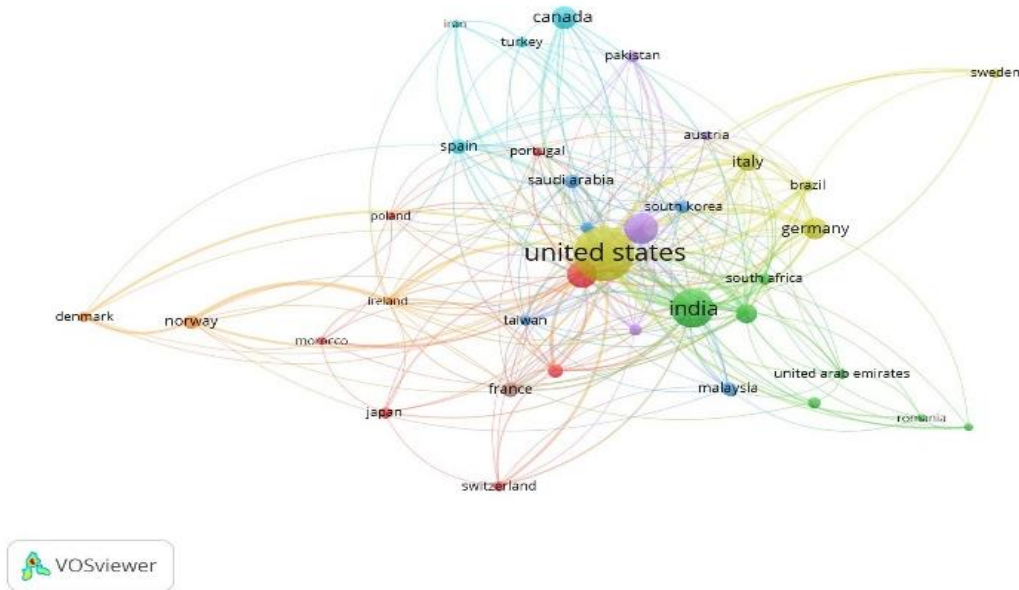 iran
canada
turkey
pakistan
sweden
austria
spain
portugal
italy
saudi arabia
brazil
south korea
poland
germany
united states
south africa
ireland
india
denmark
norway
taiwan
morocco
united arab emirates
france
malaysia
japan
romania
switzerland
VOSviewer